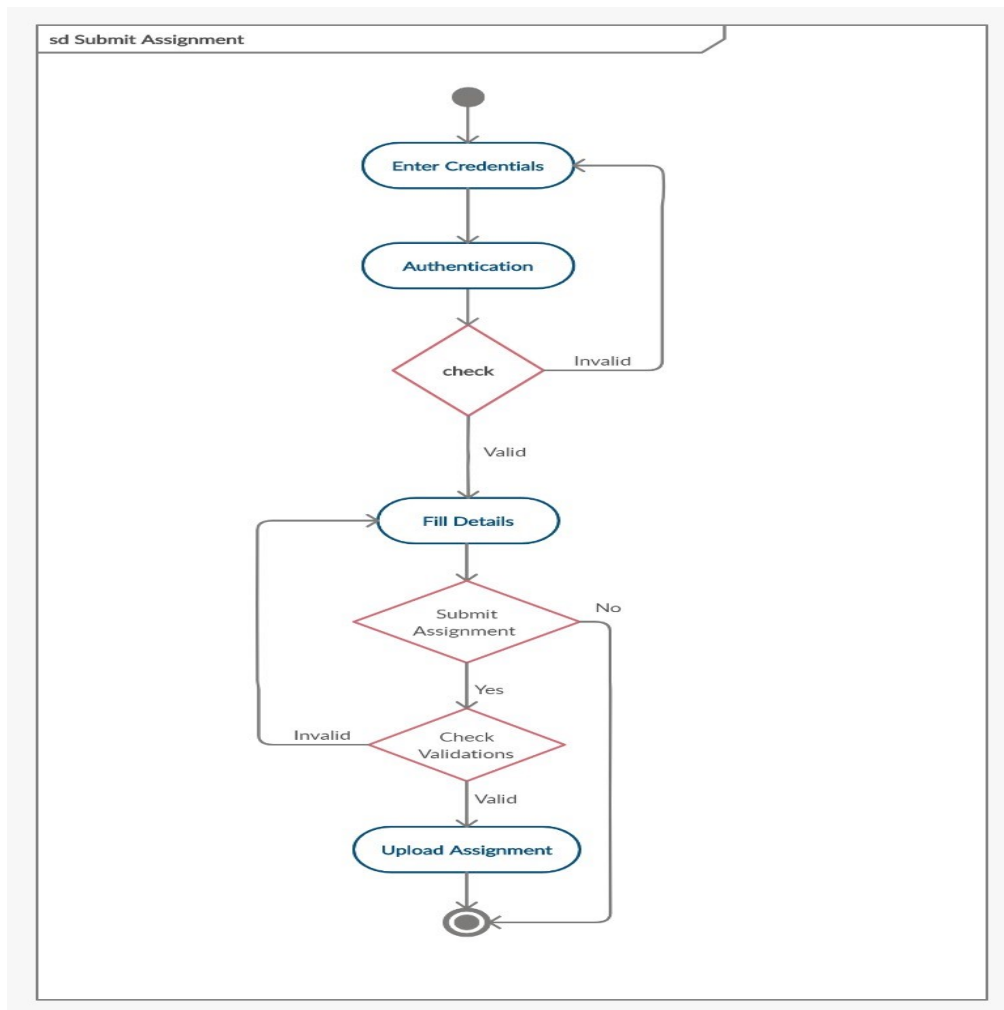 sd Submit Assignment
Enter Credentials
Authentication
check
Invalid
Valid
Fill Details
Submit
Assignment
No
Yes
Check
Validations
Invalid
Valid
Upload Assignment